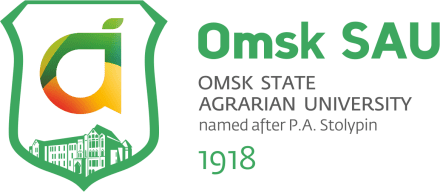 Omsk SAU
OMSK STATE
AGRARIAN UNIVERSITY
named after P.A. Stolypin
1918